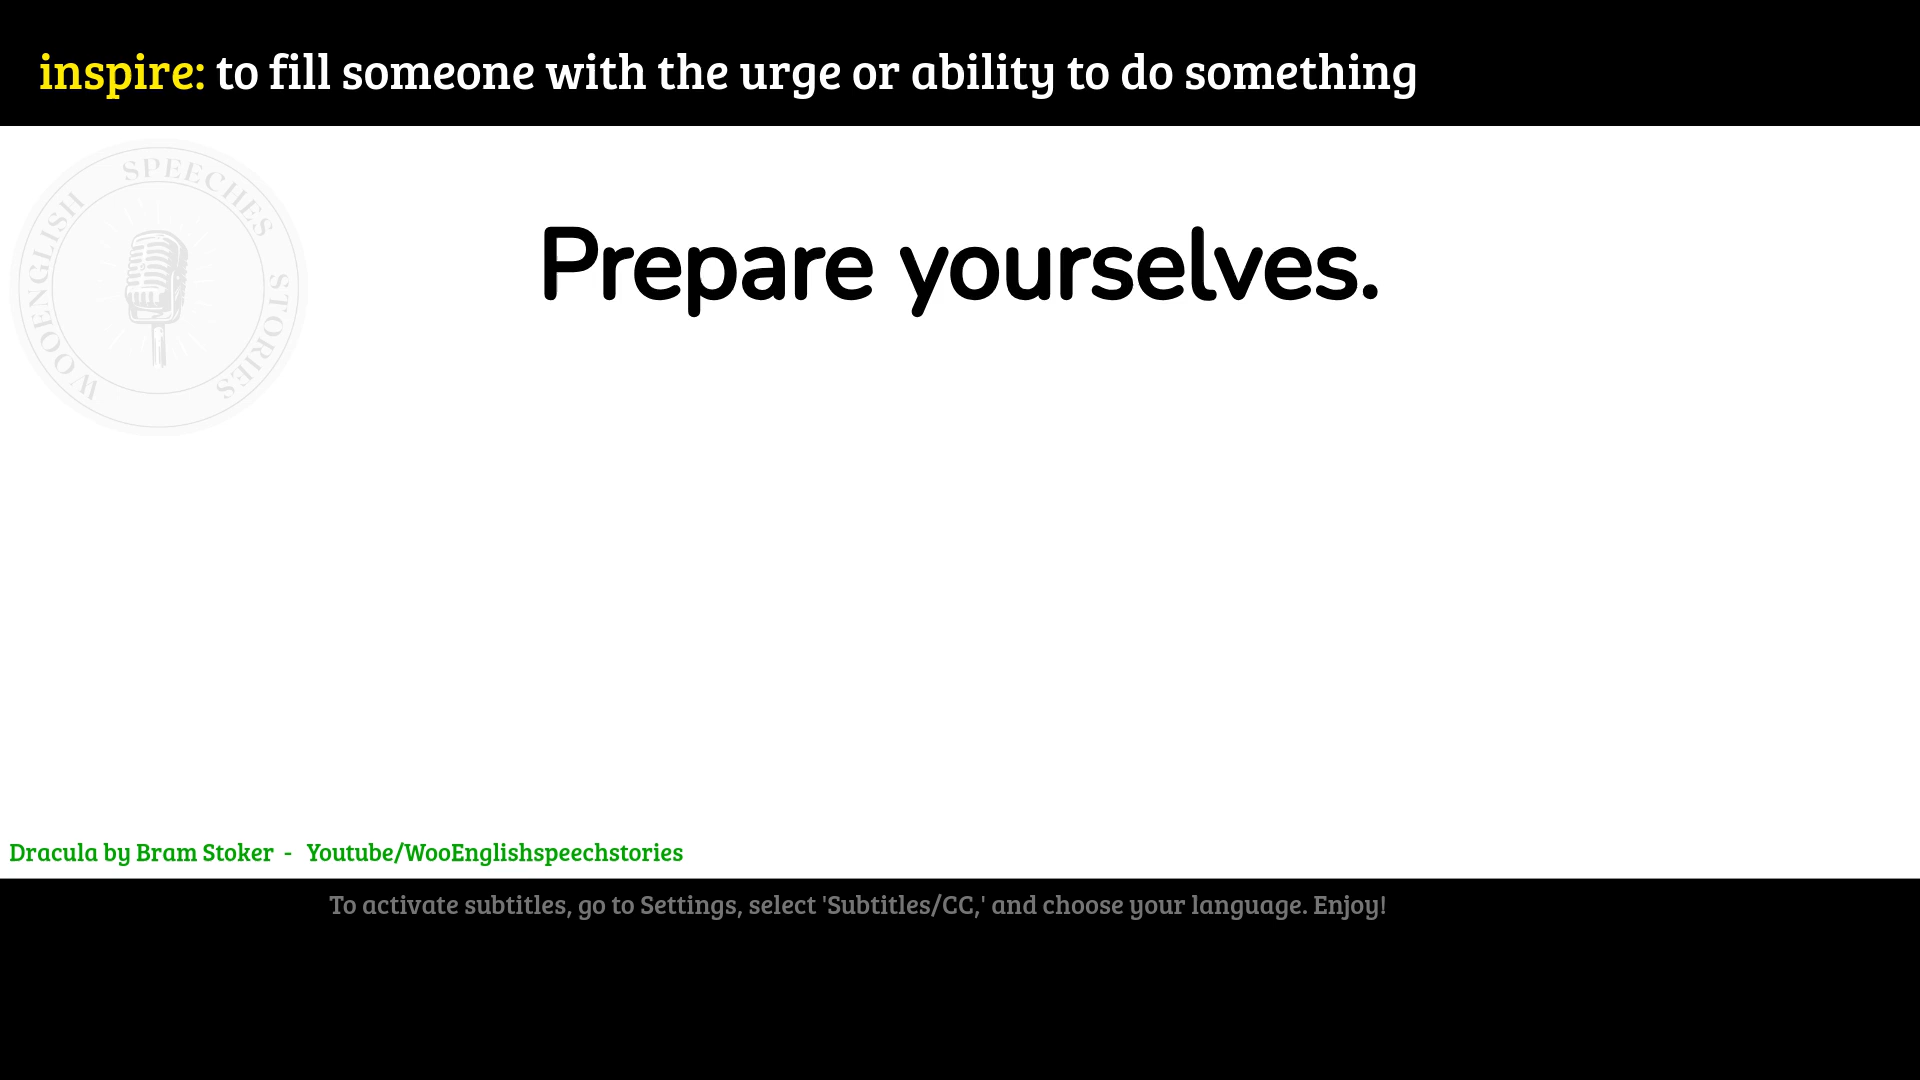 inspire: to fill someone with the urge or ability to do something
WOOENGLISH SPEECHES STORIES
Prepare yourselves.
Dracula by Bram Stoker - Youtube/WooEnglishspeechstories
To activate subtitles, go to Settings, select 'Subtitles/CC,' and choose your language. Enjoy!